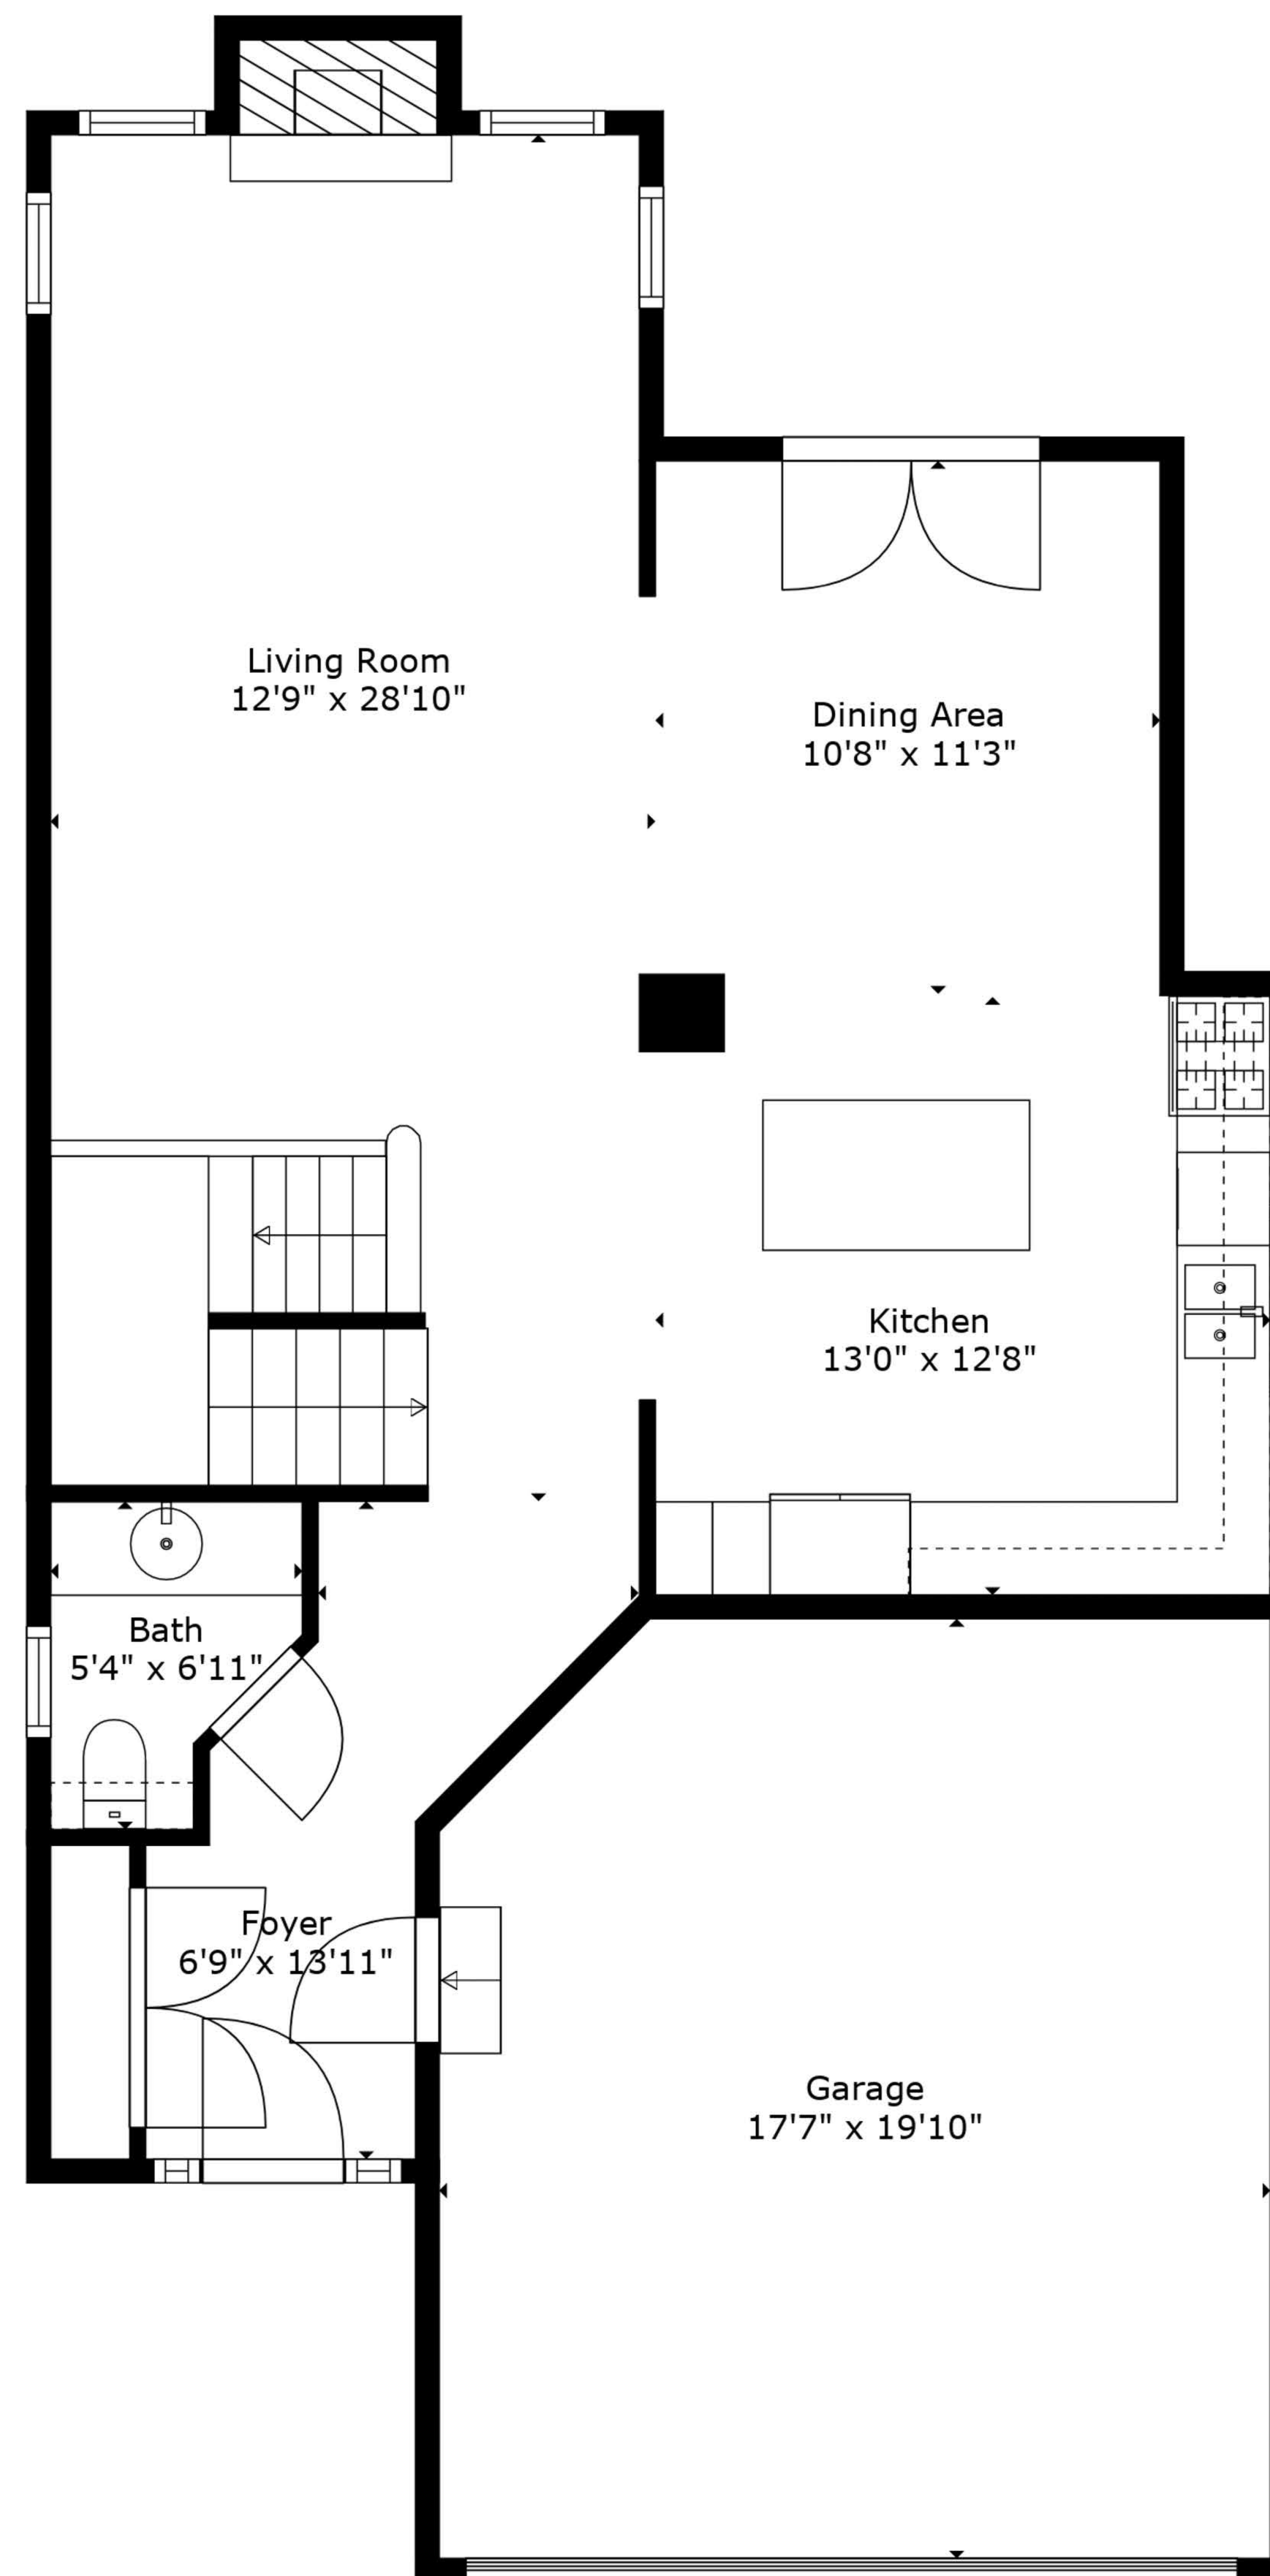 Living Room
12'9" x 28'10"
Dining Area
10'8" x 11'3"
Kitchen
13'0" x 12'8"
Bath
5'4" x 6'11"
Foyer
6'9" x 13'11"
Garage
17'7" x 19'10"